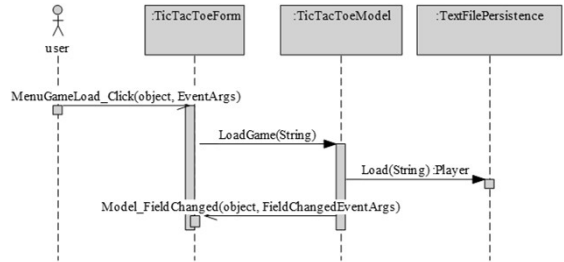 :TicTacToeForm
:TicTacToeModel
:TextFilePersistence
user
MenuGameLoad_Click(object, EventArgs)
LoadGame(String)
Load(String) :Player
Model_FieldChanged(object, FieldChangedEventArgs)